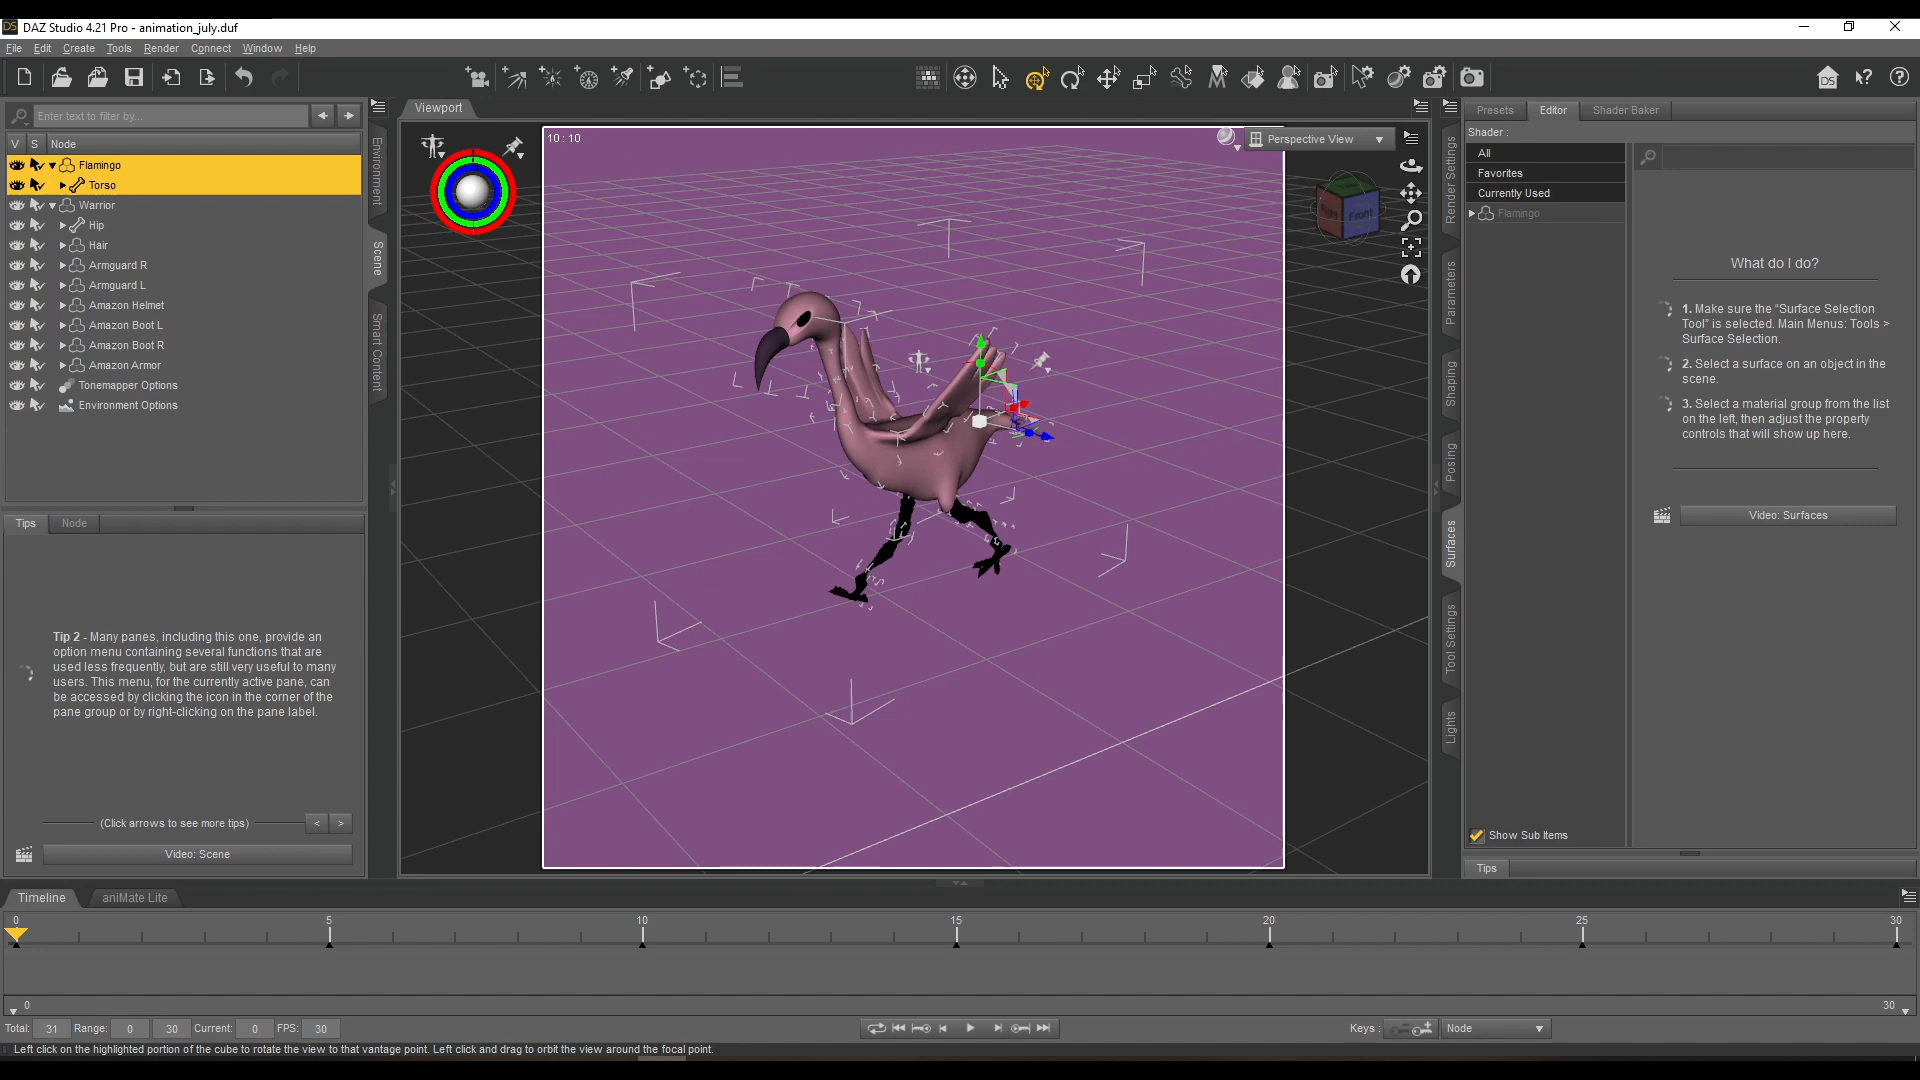 DAZ Studio 4.21 Pro - animation_july.duf
File Edit Create Tools Render Connect Window Help
Enter text to filter by...
V S Node
Flamingo
Torso
Warrior
Hip
Hair
Armguard R
Armguard L
Amazon Helmet
Amazon Boot L
Amazon Boot R
Amazon Armor
Tonemapper Options
Environment Options
Environment
Scene
Smart Content
Tips Node
Tip 2 - Many panes, including this one, provide an
option menu containing several functions that are
used less frequently, but are still very useful to many
users. This menu, for the currently active pane, can
be accessed by clicking the icon in the corner of the
pane group or by right-clicking on the pane label.
(Click arrows to see more tips) < >
Video: Scene
Viewport
10 : 10
Perspective View
Right Front
Render Settings
Parameters
Shaping
Posing
Surfaces
Tool Settings
Lights
Presets Editor Shader Baker
Shader :
All
Favorites
Currently Used
Flamingo
What do I do?
1. Make sure the “Surface Selection
Tool” is selected. Main Menus: Tools >
Surface Selection.
2. Select a surface on an object in the
scene.
3. Select a material group from the list
on the left, then adjust the property
controls that will show up here.
Video: Surfaces
Show Sub Items
Tips
Timeline aniMate Lite
0 5 10 15 20 25 30
0 30
Total: 31 Range: 0 30 Current: 0 FPS: 30
Keys : Node
Left click on the highlighted portion of the cube to rotate the view to that vantage point. Left click and drag to orbit the view around the focal point.